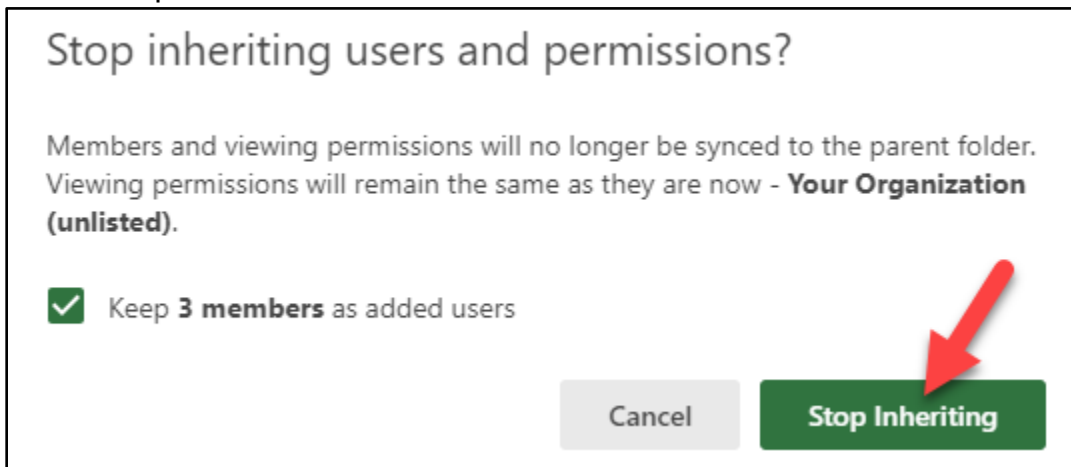 Stop inheriting users and permissions?
Members and viewing permissions will no longer be synced to the parent folder.
Viewing permissions will remain the same as they are now - Your Organization
(unlisted).
Keep 3 members as added users
Cancel
Stop Inheriting